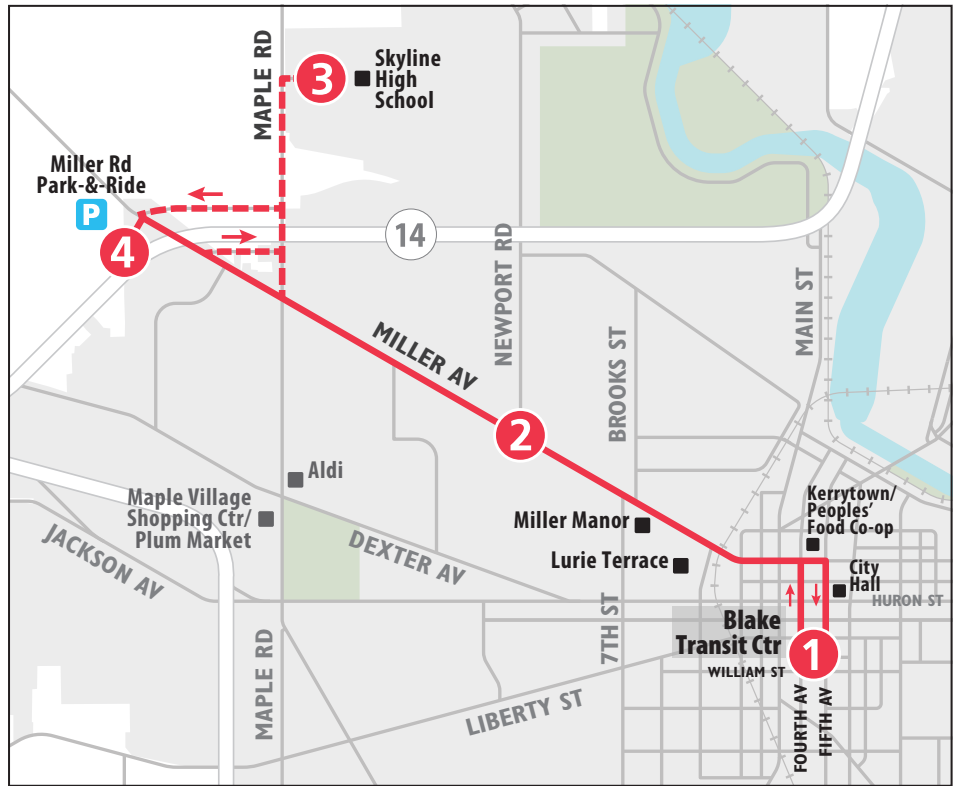 MAPLE RD
3
Skyline
High
School
Miller Rd
Park-&-Ride
P
4
14
NEWPORT RD
MAIN ST
MILLER AV
BROOKS ST
2
Aldi
Maple Village
Shopping Ctr/
Plum Market
JACKSON AV
DEXTER AV
Miller Manor
Lurie Terrace
Kerrytown/
Peoples'
Food Co-op
City
Hall
HURON ST
7TH ST
Blake
Transit Ctr
1
WILLIAM ST
MAPLE RD
LIBERTY ST
FOURTH AV
FIFTH AV